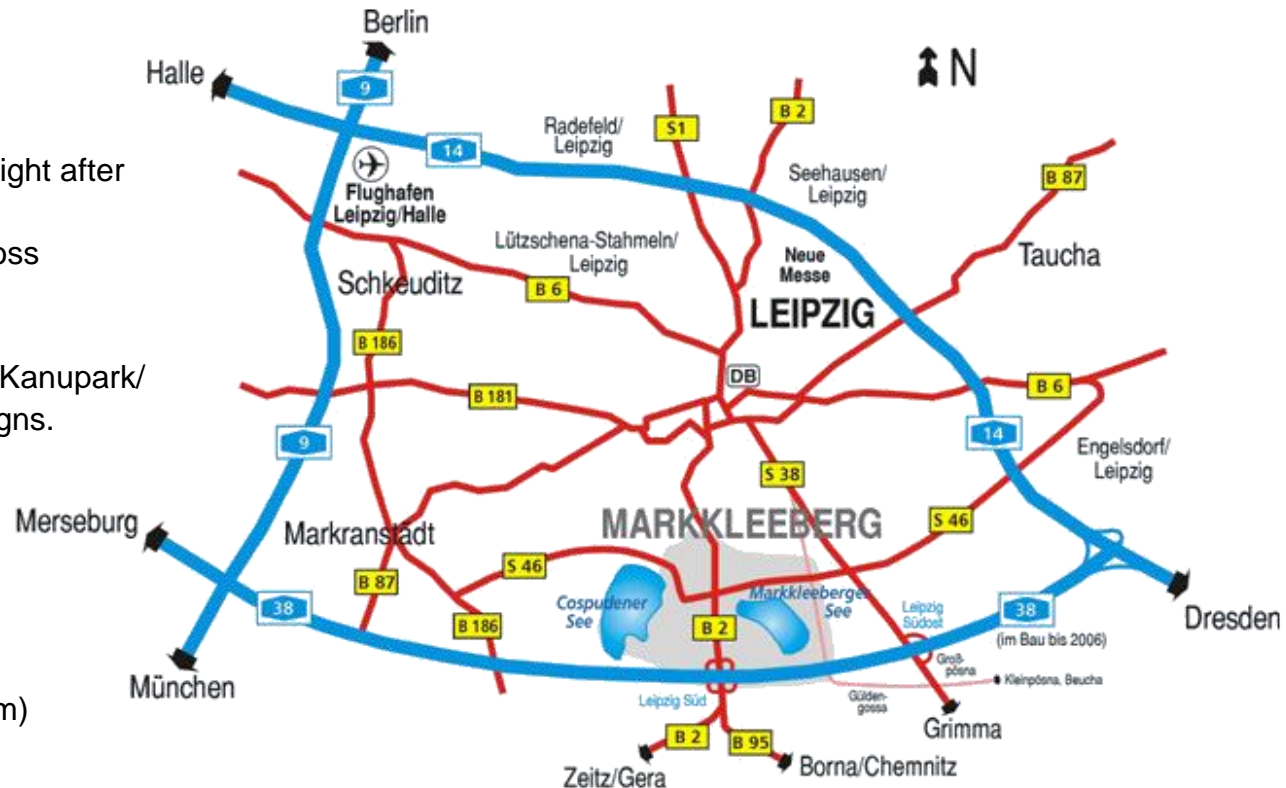 Berlin
Halle
N
9
S1
B 2
Radefeld/
Leipzig
14
ight after
Flughafen
Leipzig/Halle
Seehausen/
Leipzig
B 87
oss
Lützschena-Stahmeln/
Leipzig
Neue
Messe
Taucha
Schkeuditz
B 6
LEIPZIG
B 186
Kanupark/
DB
B 6
B 181
gns.
9
14
Engelsdorf/
Leipzig
S 38
Merseburg
MARKKLEEBERG
S 46
Markranstädt
S 46
B 87
Cospudener
See
Markkleeberger
See
38
B 186
B 2
Leipzig
Südost
38
(im Bau bis 2006)
Dresden
Groß-
pösna
München
Kleinpösna, Beucha
Leipzig Süd
Gülden-
gossa
m)
Grimma
B 2
B 95
Zeitz/Gera
Borna/Chemnitz